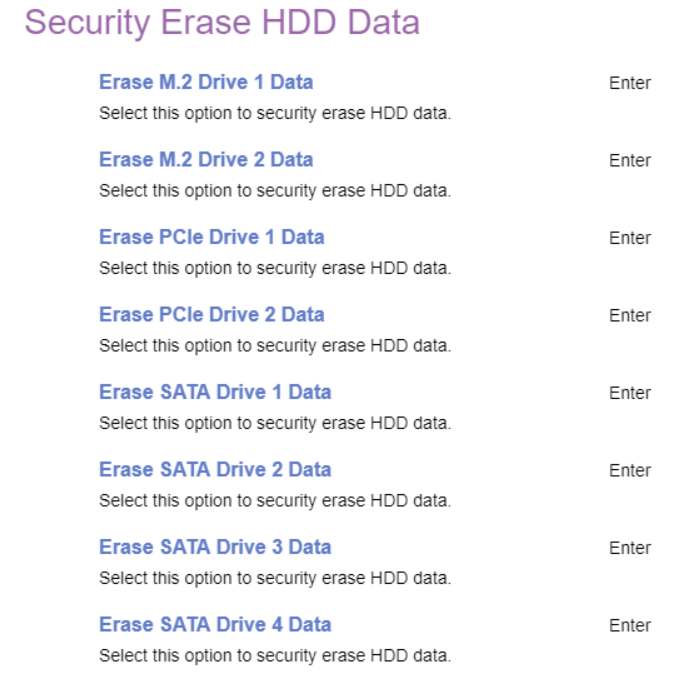 Security Erase HDD Data
Erase M.2 Drive 1 Data Enter
Select this option to security erase HDD data.
Erase M.2 Drive 2 Data Enter
Select this option to security erase HDD data.
Erase PCIe Drive 1 Data Enter
Select this option to security erase HDD data.
Erase PCIe Drive 2 Data Enter
Select this option to security erase HDD data.
Erase SATA Drive 1 Data Enter
Select this option to security erase HDD data.
Erase SATA Drive 2 Data Enter
Select this option to security erase HDD data.
Erase SATA Drive 3 Data Enter
Select this option to security erase HDD data.
Erase SATA Drive 4 Data Enter
Select this option to security erase HDD data.